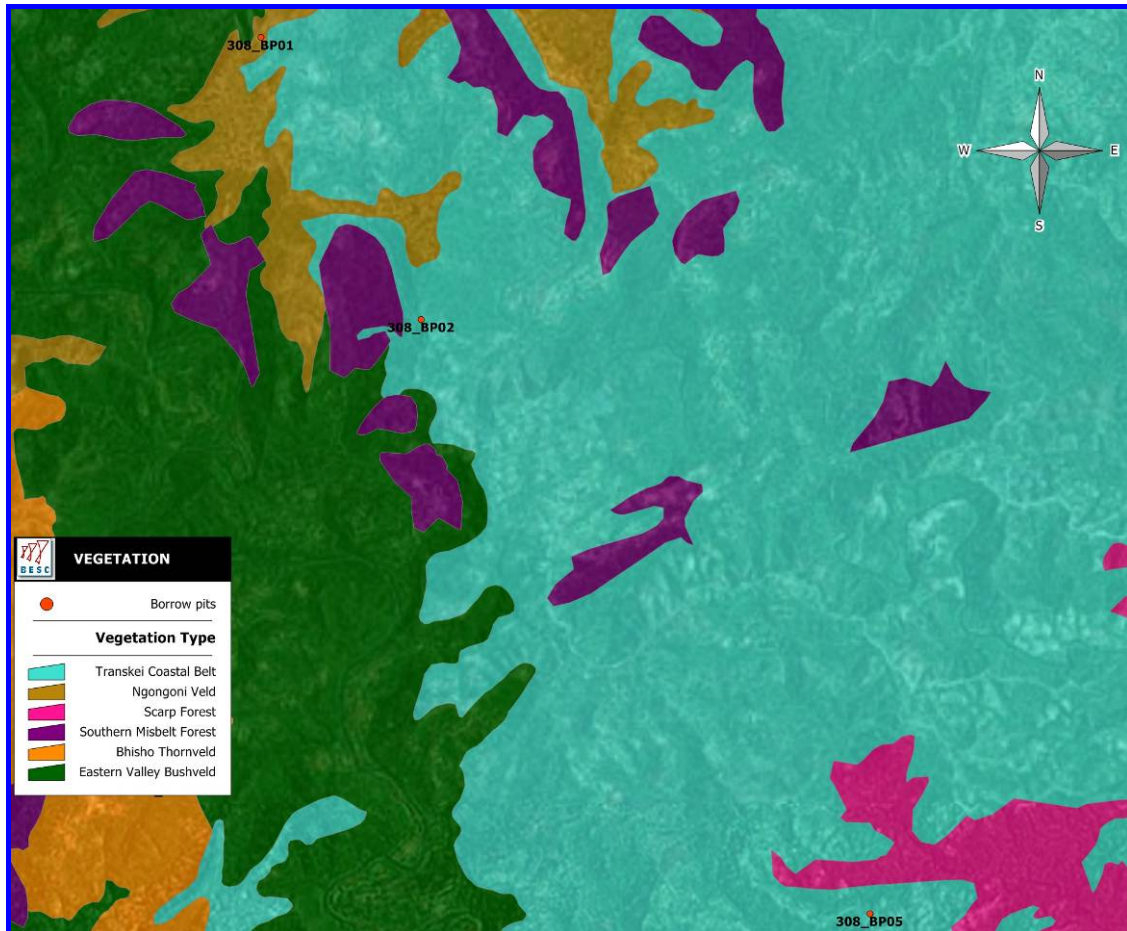 308_BP01
N
W
E
S
308_BP02
BESC
VEGETATION
Borrow pits
Vegetation Type
Transkei Coastal Belt
Ngongoni Veld
Scarp Forest
Southern Misbelt Forest
Bhisho Thornveld
Eastern Valley Bushveld
308_BP05